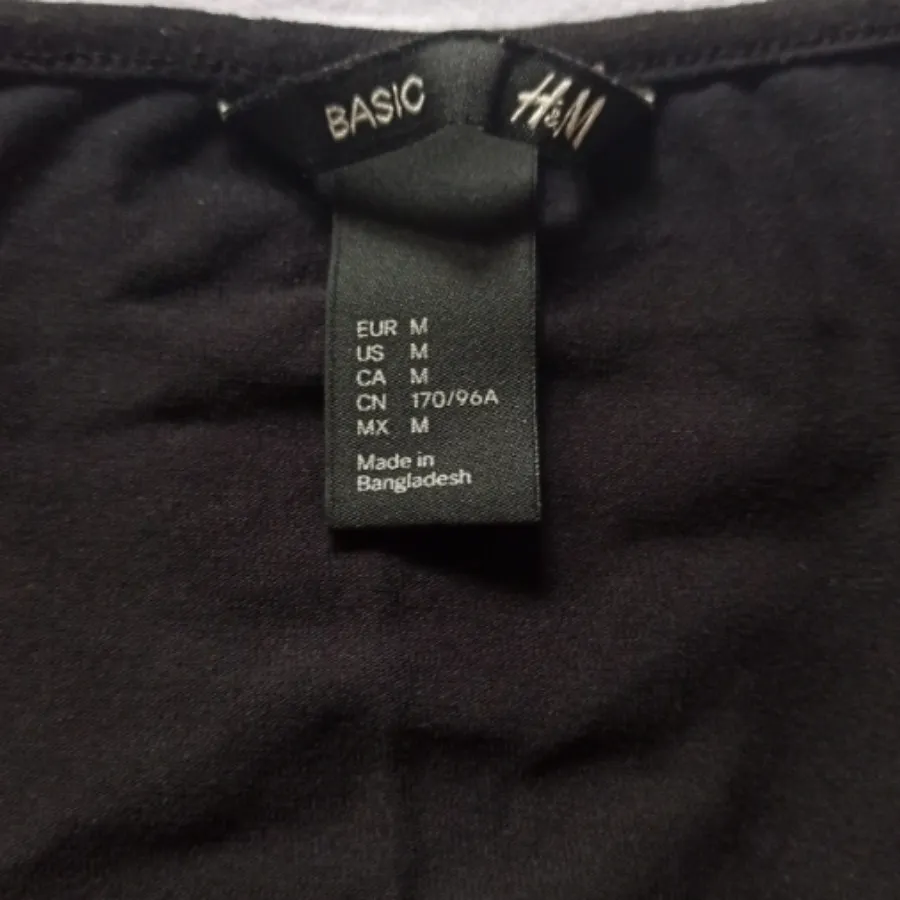 BASIC H&M
EUR M
US M
CA M
CN 170/96A
MX M
Made in
Bangladesh